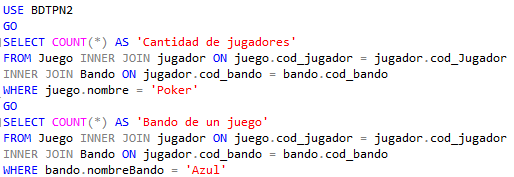 USE BDTPN2
GO
SELECT COUNT(*) AS 'Cantidad de jugadores'
FROM Juego INNER JOIN jugador ON juego.cod_jugador = jugador.cod_Jugador
INNER JOIN Bando ON jugador.cod_bando = bando.cod_bando
WHERE juego.nombre = 'Poker'
GO
SELECT COUNT(*) AS 'Bando de un juego'
FROM Juego INNER JOIN jugador ON juego.cod_jugador = jugador.cod_jugador
INNER JOIN Bando ON jugador.cod_bando = bando.cod_bando
WHERE bando.nombreBando = 'Azul'